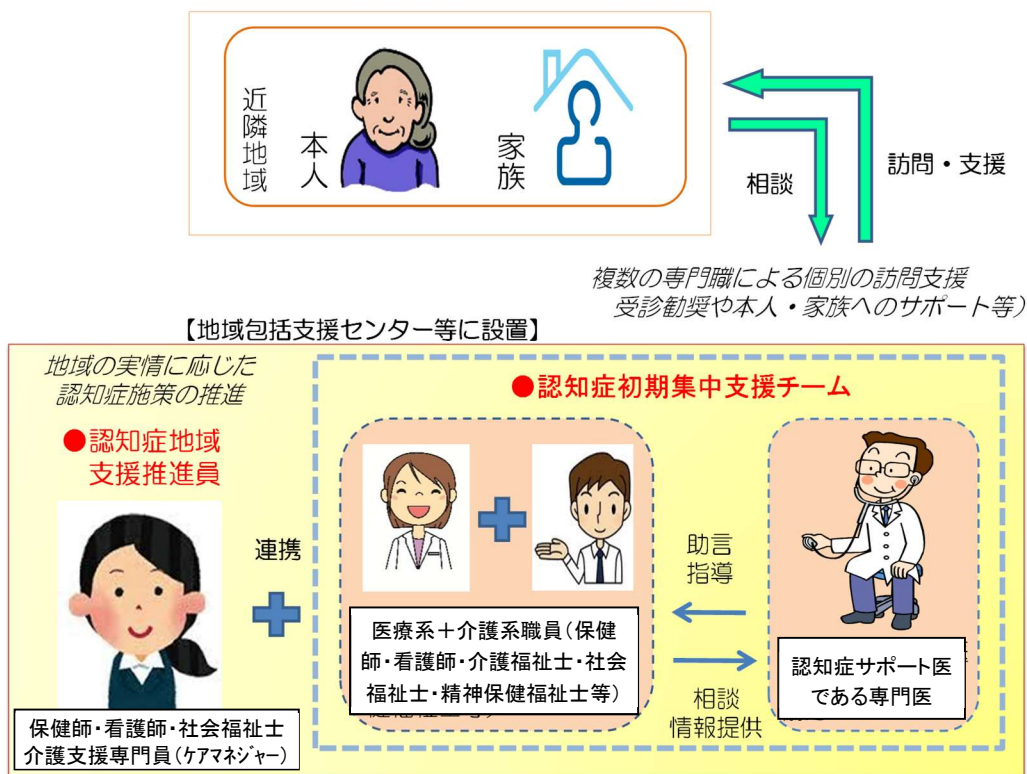 近隣地域
本人
家族
相談
訪問・支援
複数の専門職による個別の訪問支援
受診勧奨や本人・家族へのサポート等）
【地域包括支援センター等に設置】
地域の実情に応じた
認知症施策の推進
●認知症地域
支援推進員
連携
保健師・看護師・社会福祉士
介護支援専門員（ケアマネジャー）
●認知症初期集中支援チーム
医療系＋介護系職員（保健
師・看護師・介護福祉士・社会
福祉士・精神保健福祉士等）
助言
指導
相談
情報提供
認知症サポート医
である専門医